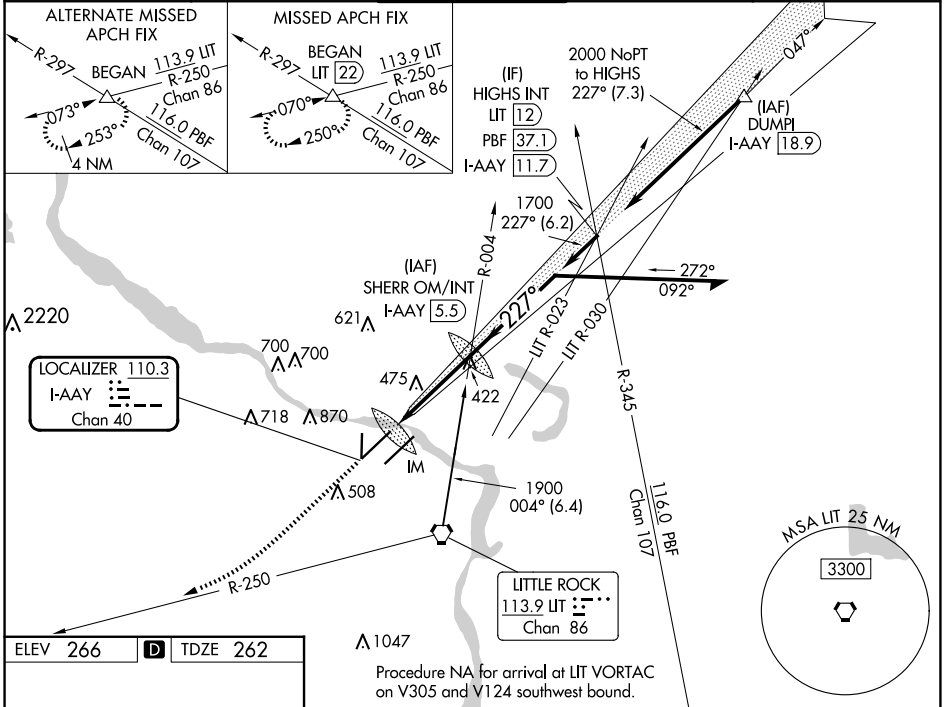 ALTERNATE MISSED
APCH FIX
R-297
BEGAN
113.9 LIT
R-250
Chan 86
073°
253°
4 NM
116.0 PBF
Chan 107
MISSED APCH FIX
R-297
BEGAN
LIT 22
113.9 LIT
R-250
Chan 86
070°
250°
116.0 PBF
Chan 107
(IF)
HIGHS INT
LIT 12
PBF 37.1
I-AAY 11.7
2000 NoPT
to HIGHS
227° (7.3)
047°
(IAF)
DUMPI
I-AAY 18.9
1700
227° (6.2)
R-004
272°
092°
(IAF)
SHERR OM/INT
I-AAY 5.5
227°
LIT R-023
LIT R-030
2220
621
700
700
475
422
R-345
LOCALIZER 110.3
I-AAY
Chan 40
718
870
IM
508
1900
004° (6.4)
116.0 PBF
Chan 107
MSA LIT 25 NM
3300
R-250
LITTLE ROCK
113.9 LIT
Chan 86
ELEV 266
D
TDZE 262
1047
Procedure NA for arrival at LIT VORTAC
on V305 and V124 southwest bound.